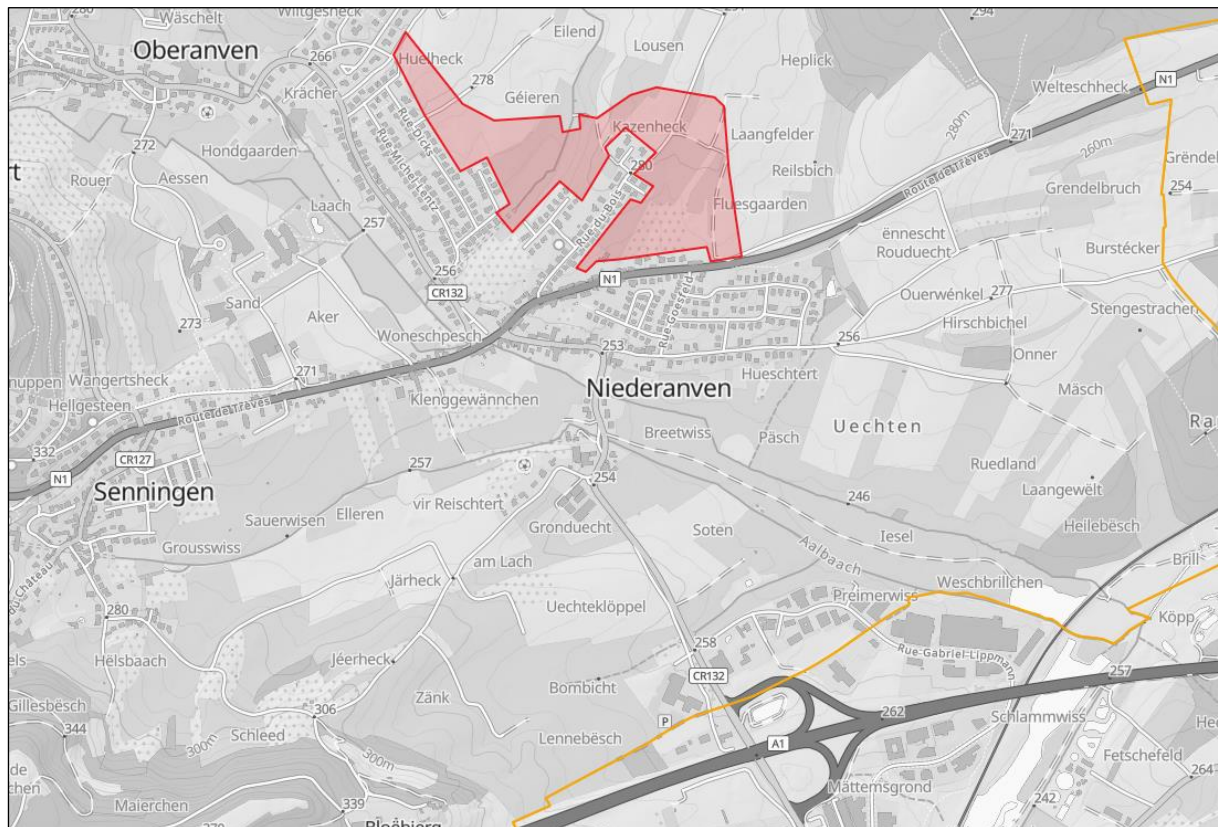 Wäschelt
Wiltgesheck
294
Eilend
Oberanven
Lousen
266
Huelheck
Heplick
Welteschheck
N1
Krächer
278
Géieren
Rue Dicks
Kazenheck
Laangfelder
280m
271
272
Hondgaarden
Rue Michel-Lentz
260m
Grëndel
Rouer
Aessen
280
Reilsbich
Route de Trèves
Grendelbruch
254
Laach
Fluesgaarden
257
Rue du Bois
ënnescht
Rouduecht
Burstécker
256
N1
CR132
Sand
Rue Goesfeld
Ouerwénkel
277
Stengestrachen
Aker
273
Hirschbichel
Woneschpesch
256
253
Onner
Wangertsheck
271
Niederanven
Hueschtert
Mäsch
Hellgesteen
Route de Trèves
Klenggewännchen
Uechten
Breetwiss
Päsch
332
CR127
257
Ruedland
N1
Senningen
254
Laangewëlt
vir Reischtert
246
Elleren
Sauerwisen
Gronduecht
Soten
Heilebësch
Iesel
Grousswiss
Aalbaach
am Lach
Brill
Järheck
Weschbrillchen
Preimerwiss
Uechteklöppel
280
Köpp
258
Rue Gabriel-Lippmann
Hëlsbaach
Jéerheck
CR132
257
Bombicht
Zänk
Gillesbësch
306
262
P
Schlammwiss
344
Schleed
Lennebësch
A1
300m
300m
Fetschefeld
264
Mättemsgrond
Maierchen
339
242